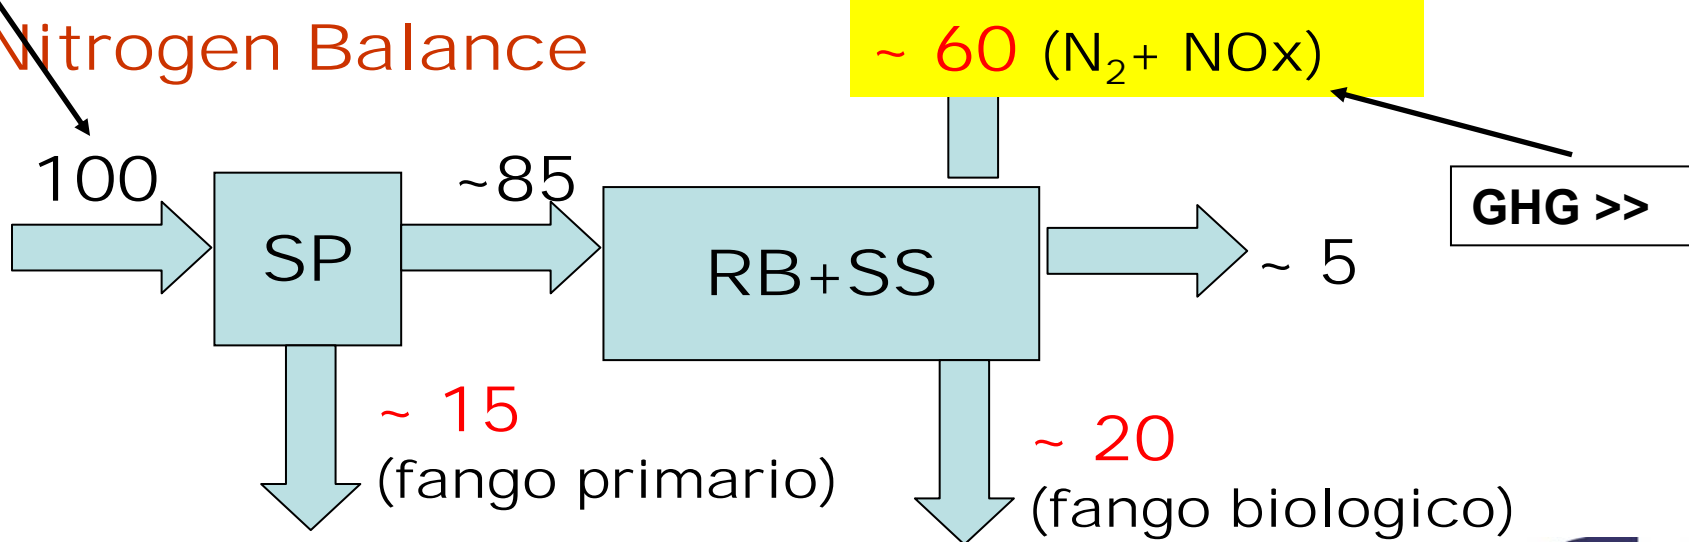 Nitrogen Balance
~ 60 (N₂+ NOx)
100
~85
GHG >>
SP
RB+SS
~ 5
~ 15
(fango primario)
~ 20
(fango biologico)